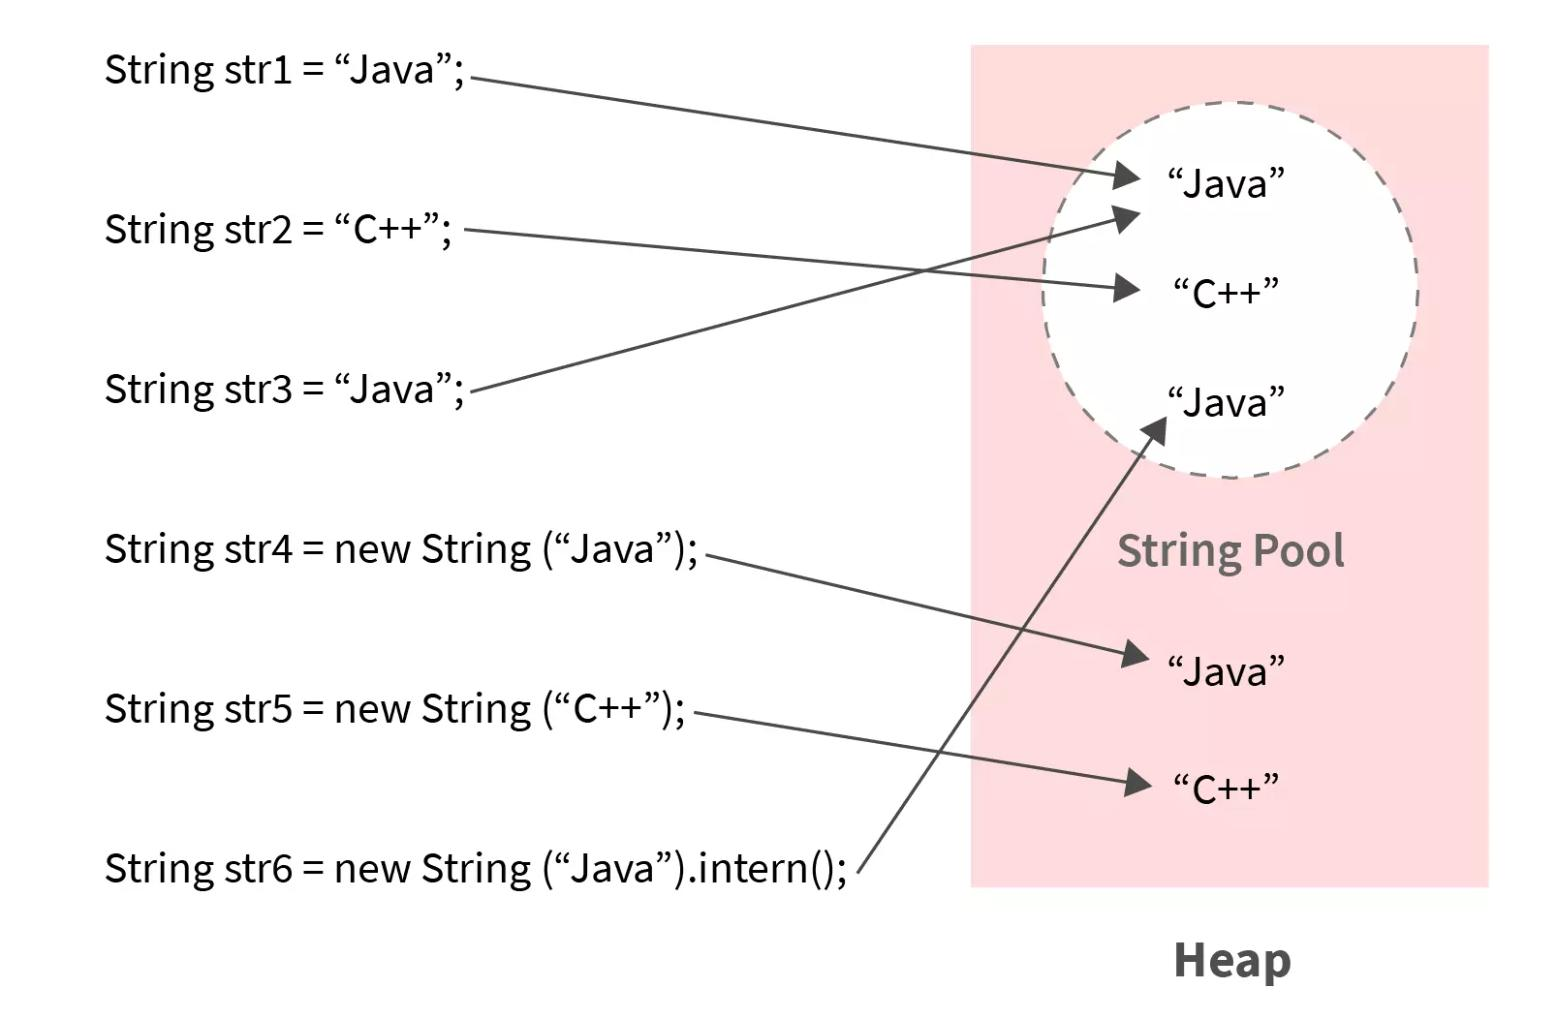 String str1 = “Java”;
String str2 = “C++”;
String str3 = “Java”;
String str4 = new String (“Java”);
String str5 = new String (“C++”);
String str6 = new String (“Java”).intern();
“Java”
“C++”
“Java”
String Pool
“Java”
“C++”
Heap